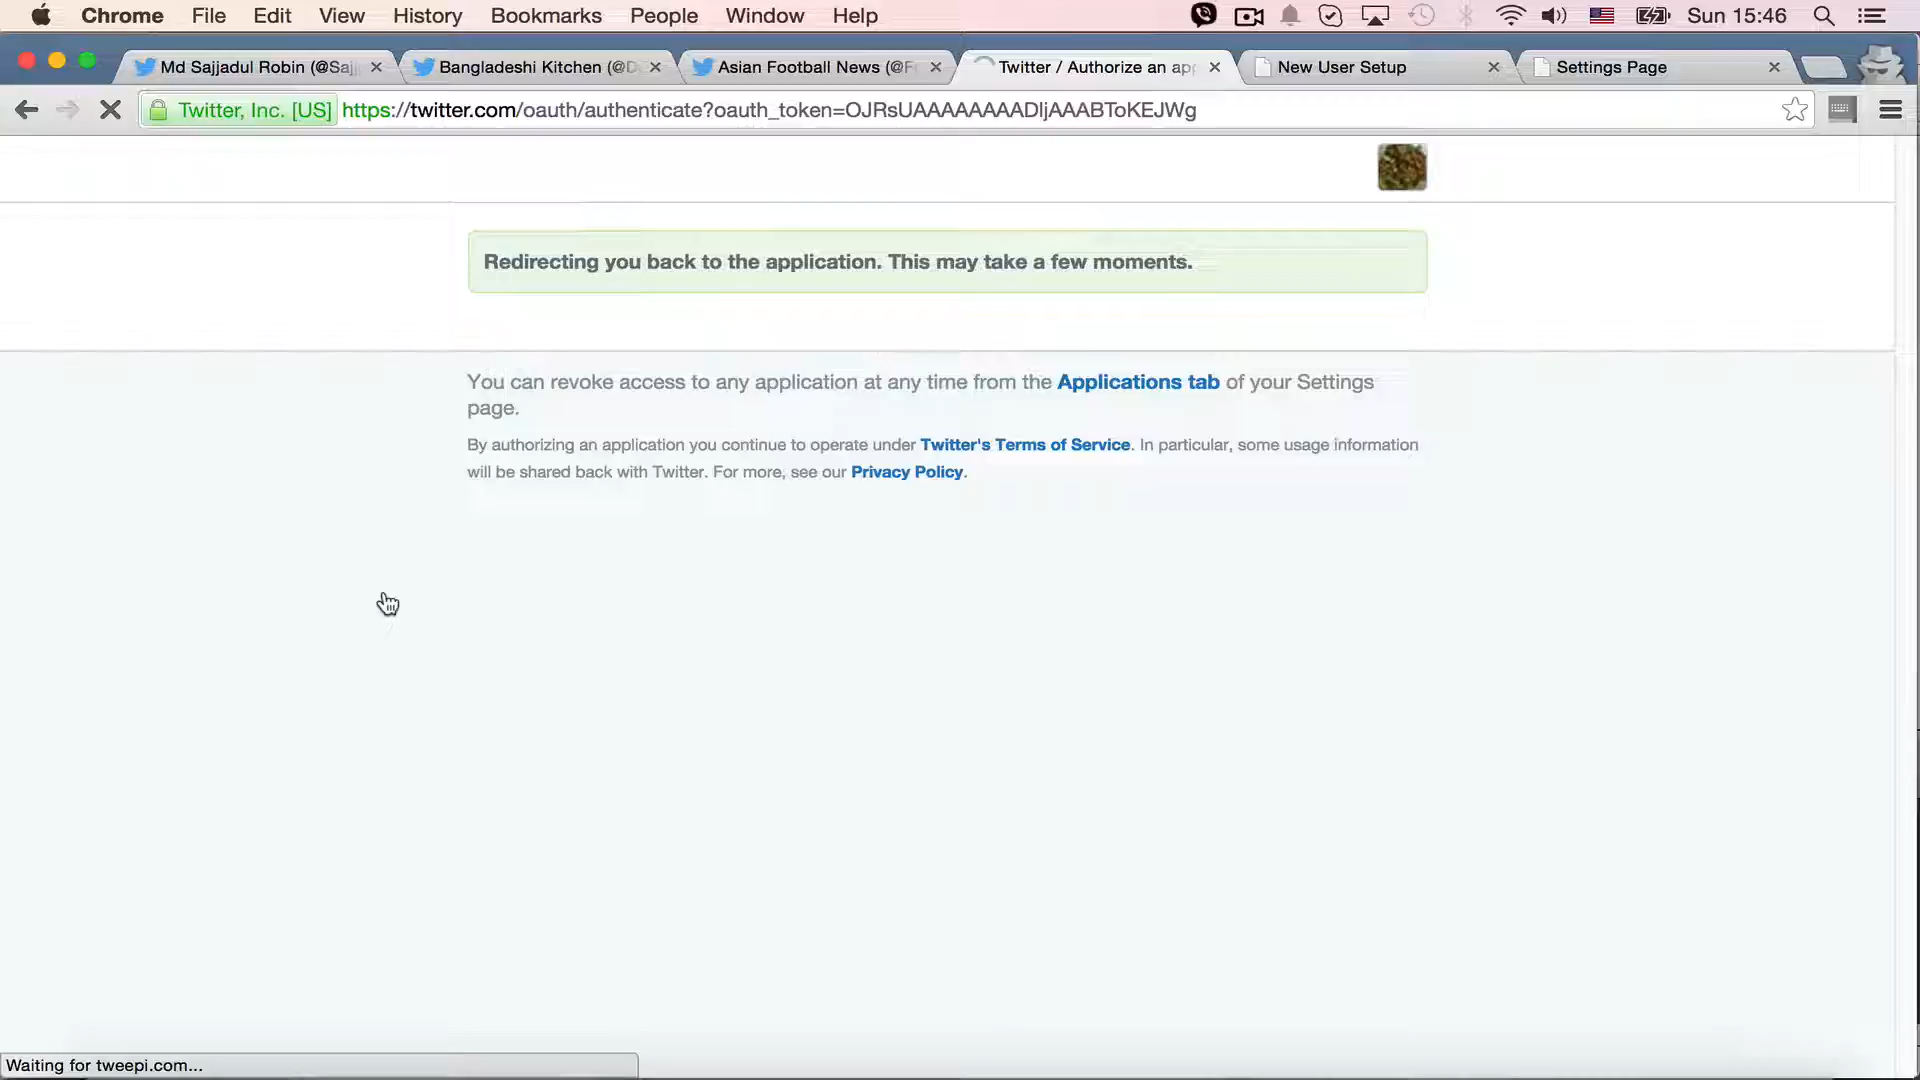 Chrome File Edit View History Bookmarks People Window Help Sun 15:46
Md Sajjadul Robin (@Saj
Bangladeshi Kitchen (@D
Asian Football News (@F
Twitter / Authorize an app
New User Setup
Settings Page
Twitter, Inc. [US] https://twitter.com/oauth/authenticate?oauth_token=OJRsUAAAAAAAADljAAABToKEJWg
Redirecting you back to the application. This may take a few moments.
You can revoke access to any application at any time from the Applications tab of your Settings
page.
By authorizing an application you continue to operate under Twitter's Terms of Service. In particular, some usage information
will be shared back with Twitter. For more, see our Privacy Policy.
Waiting for tweepi.com...